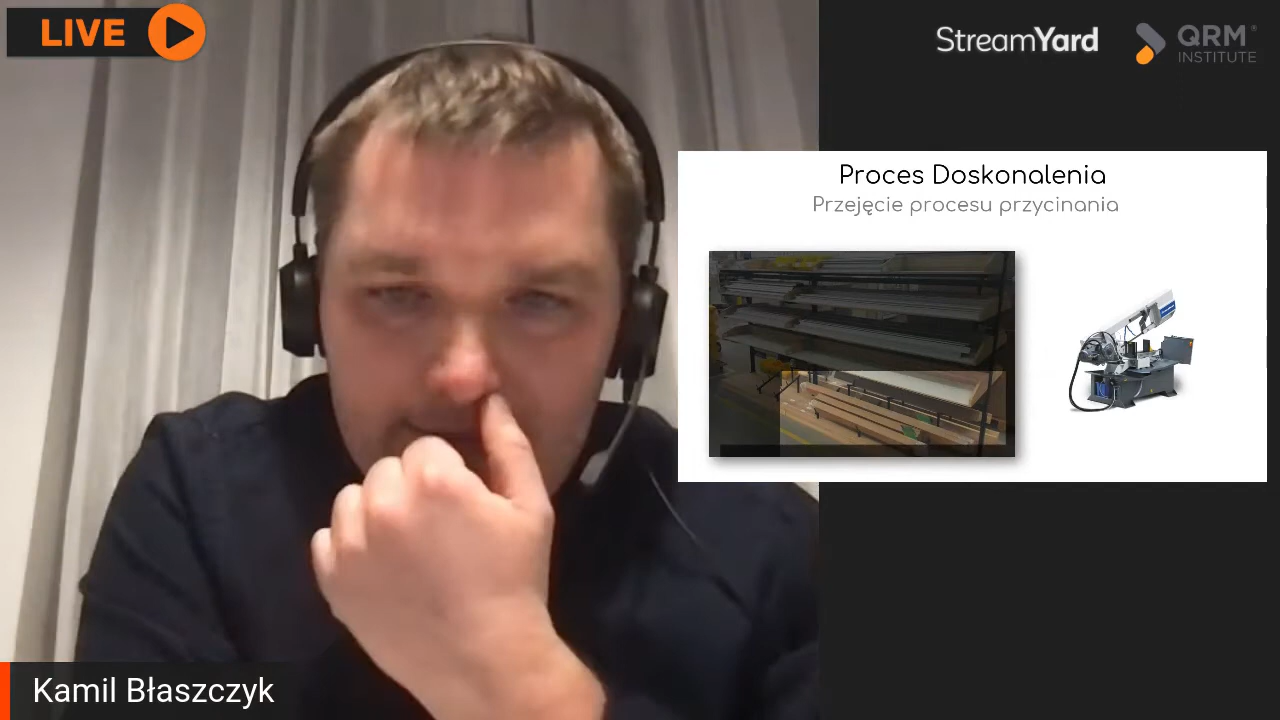 LIVE
StreamYard
QRM®
INSTITUTE
Proces Doskonalenia
Przejęcie procesu przycinania
Kamil Błaszczyk